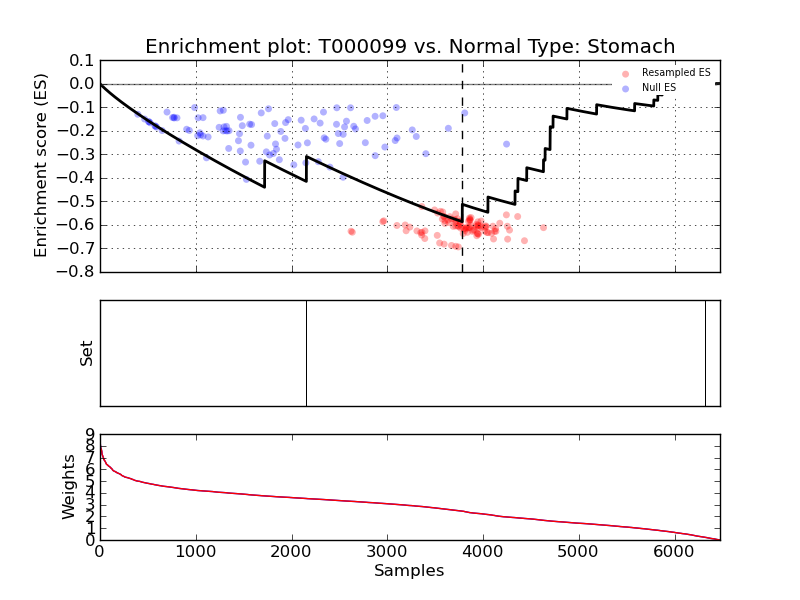 Enrichment plot: T000099 vs. Normal Type: Stomach
Enrichment score (ES)
0.1
0.0
−0.1
−0.2
−0.3
−0.4
−0.5
−0.6
−0.7
−0.8
Resampled ES
Null ES
Set
Weights
9
8
7
6
5
4
3
2
1
0
0 1000 2000 3000 4000 5000 6000
Samples